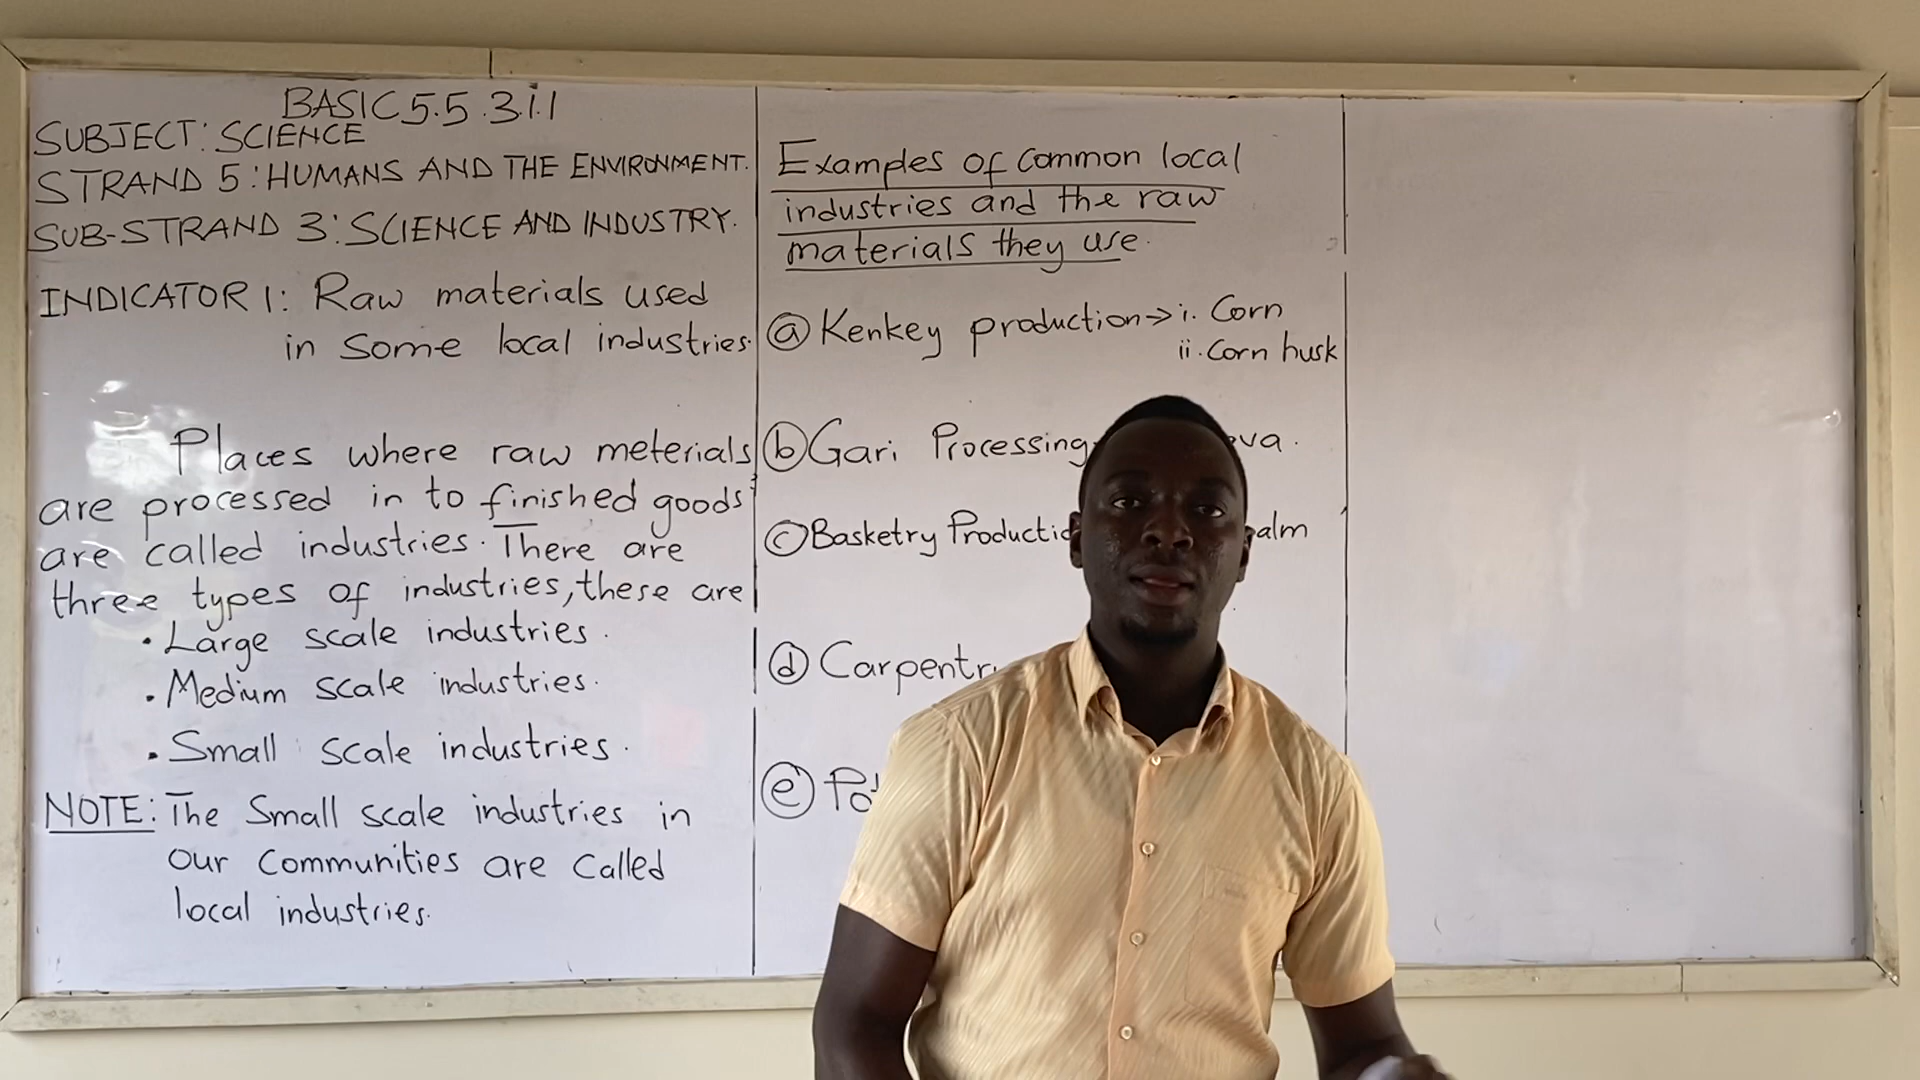 BASIC 5.5.3.1.1
SUBJECT: SCIENCE
STRAND 5: HUMANS AND THE ENVIRONMENT.
SUB-STRAND 3: SCIENCE AND INDUSTRY.
INDICATOR 1: Raw materials used
in some local industries.
Places where raw meterials
are processed in to finished goods
are called industries. There are
three types of industries, these are
• Large scale industries.
• Medium scale industries.
• Small scale industries.
NOTE: The Small scale industries in
our Communities are Called
local industries.
Examples of Common local
industries and the raw
materials they use.
(a) Kenkey production → i. Corn
ii. Corn husk
(b) Gari Processing
(c) Basketry
(d)
(e)